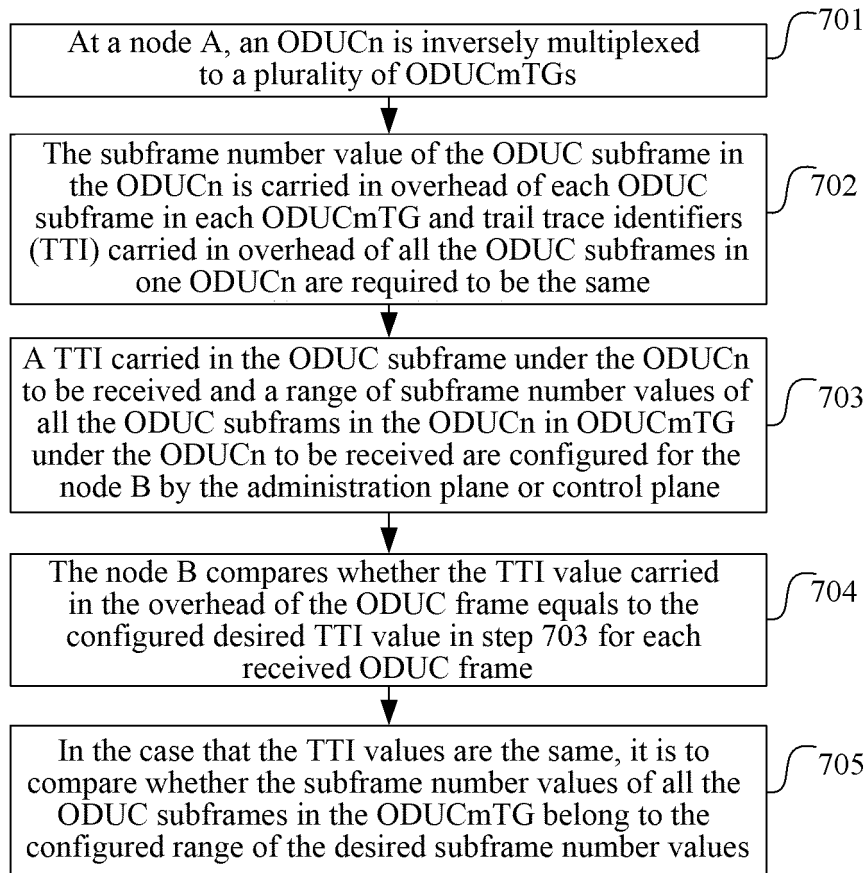 At a node A, an ODUCn is inversely multiplexed
to a plurality of ODUCmTGs
701
The subframe number value of the ODUC subframe in
the ODUCn is carried in overhead of each ODUC
subframe in each ODUCmTG and trail trace identifiers
(TTI) carried in overhead of all the ODUC subframes in
one ODUCn are required to be the same
702
A TTI carried in the ODUC subframe under the ODUCn
to be received and a range of subframe number values of
all the ODUC subframs in the ODUCn in ODUCmTG
under the ODUCn to be received are configured for the
node B by the administration plane or control plane
703
The node B compares whether the TTI value carried
in the overhead of the ODUC frame equals to the
configured desired TTI value in step 703 for each
received ODUC frame
704
In the case that the TTI values are the same, it is to
compare whether the subframe number values of all the
ODUC subframes in the ODUCmTG belong to the
configured range of the desired subframe number values
705